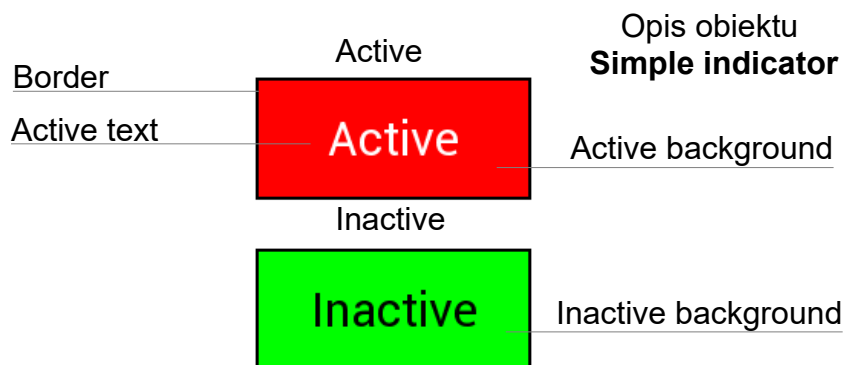 Opis obiektu
Simple indicator
Active
Border
Active text
Active
Active background
Inactive
Inactive
Inactive background